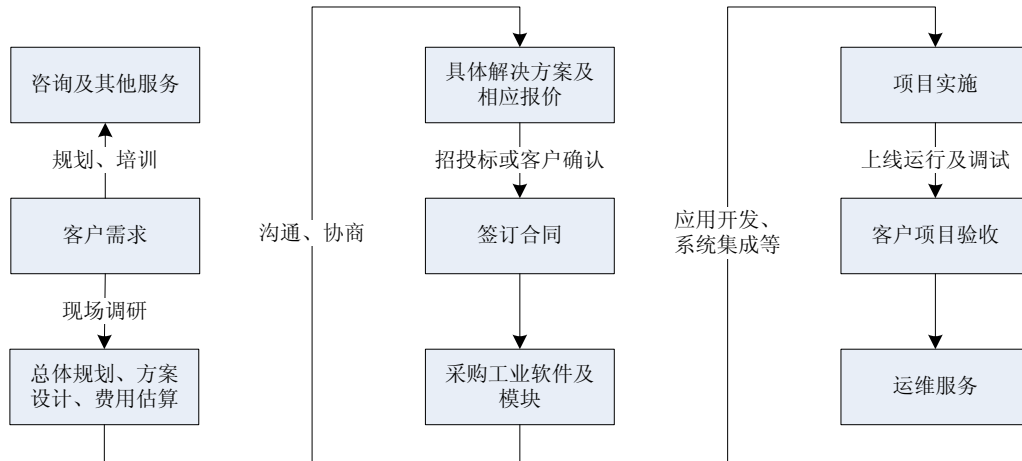 咨询及其他服务
规划、培训
客户需求
现场调研
总体规划、方案
设计、费用估算
沟通、协商
具体解决方案及
相应报价
招投标或客户确认
签订合同
采购工业软件及
模块
应用开发、
系统集成等
项目实施
上线运行及调试
客户项目验收
运维服务